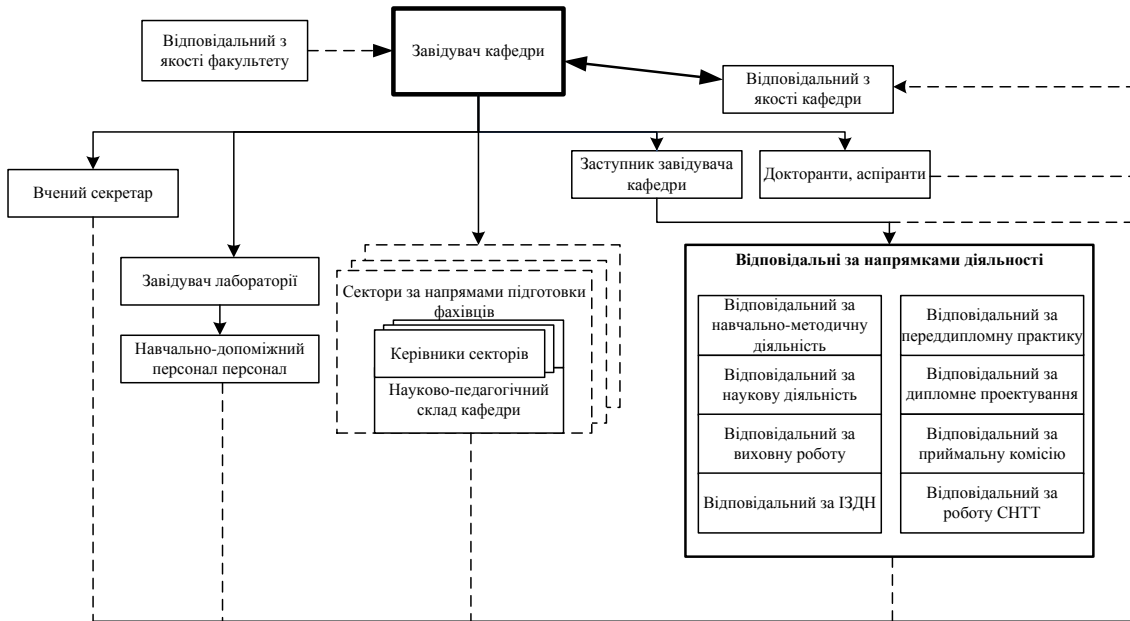 Відповідальний з
якості факультету
Завідувач кафедри
Відповідальний з
якості кафедри
Вчений секретар
Заступник завідувача
кафедри
Докторанти, аспіранти
Завідувач лабораторії
Навчально-допоміжний
персонал персонал
Сектори за напрямами підготовки
фахівців
Керівники секторів
Науково-педагогічний
склад кафедри
Відповідальні за напрямками діяльності
Відповідальний за
навчально-методичну
діяльність
Відповідальний за
наукову діяльність
Відповідальний за
виховну роботу
Відповідальний за ІЗДН
Відповідальний за
переддипломну практику
Відповідальний за
дипломне проектування
Відповідальний за
приймальну комісію
Відповідальний за
роботу СНТТ